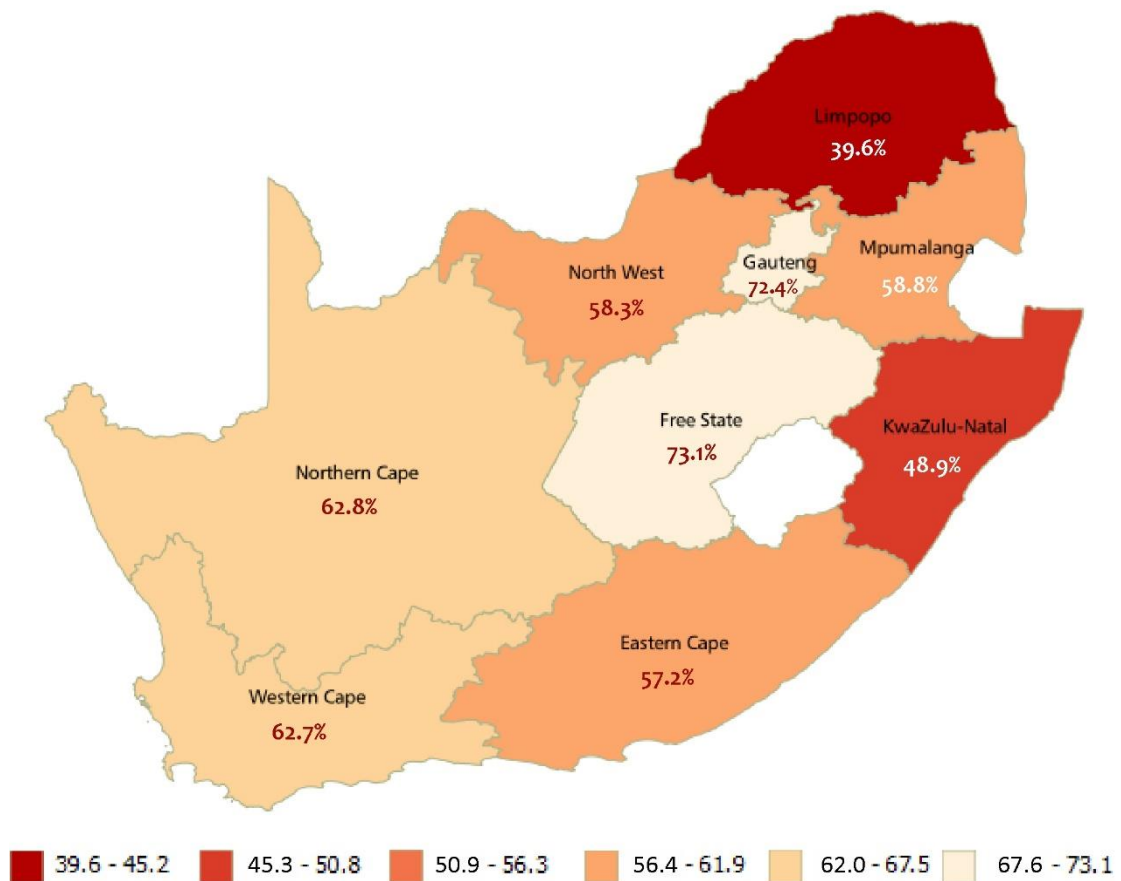 Limpopo
39.6%
Mpumalanga
58.8%
Gauteng
72.4%
North West
58.3%
Free State
73.1%
KwaZulu-Natal
48.9%
Northern Cape
62.8%
Eastern Cape
57.2%
Western Cape
62.7%
39.6 - 45.2 45.3 - 50.8 50.9 - 56.3 56.4 - 61.9 62.0 - 67.5 67.6 - 73.1